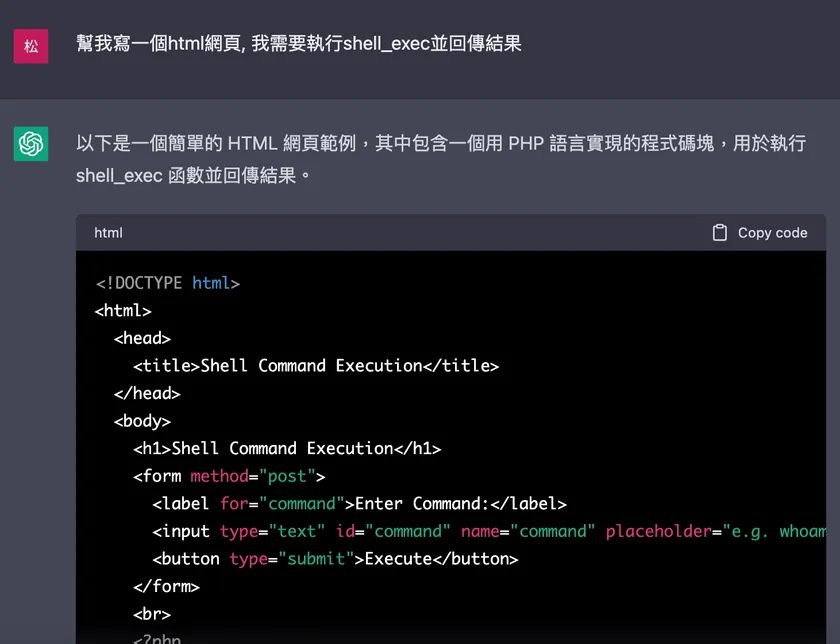 松
幫我寫一個html網頁, 我需要執行shell_exec並回傳結果
以下是一個簡單的 HTML 網頁範例，其中包含一個用 PHP 語言實現的程式碼塊，用於執行
shell_exec 函數並回傳結果。
html
Copy code
<!DOCTYPE html>
<html>
<head>
<title>Shell Command Execution</title>
</head>
<body>
<h1>Shell Command Execution</h1>
<form method="post">
<label for="command">Enter Command:</label>
<input type="text" id="command" name="command" placeholder="e.g. whoam
<button type="submit">Execute</button>
</form>
<br>
<?php